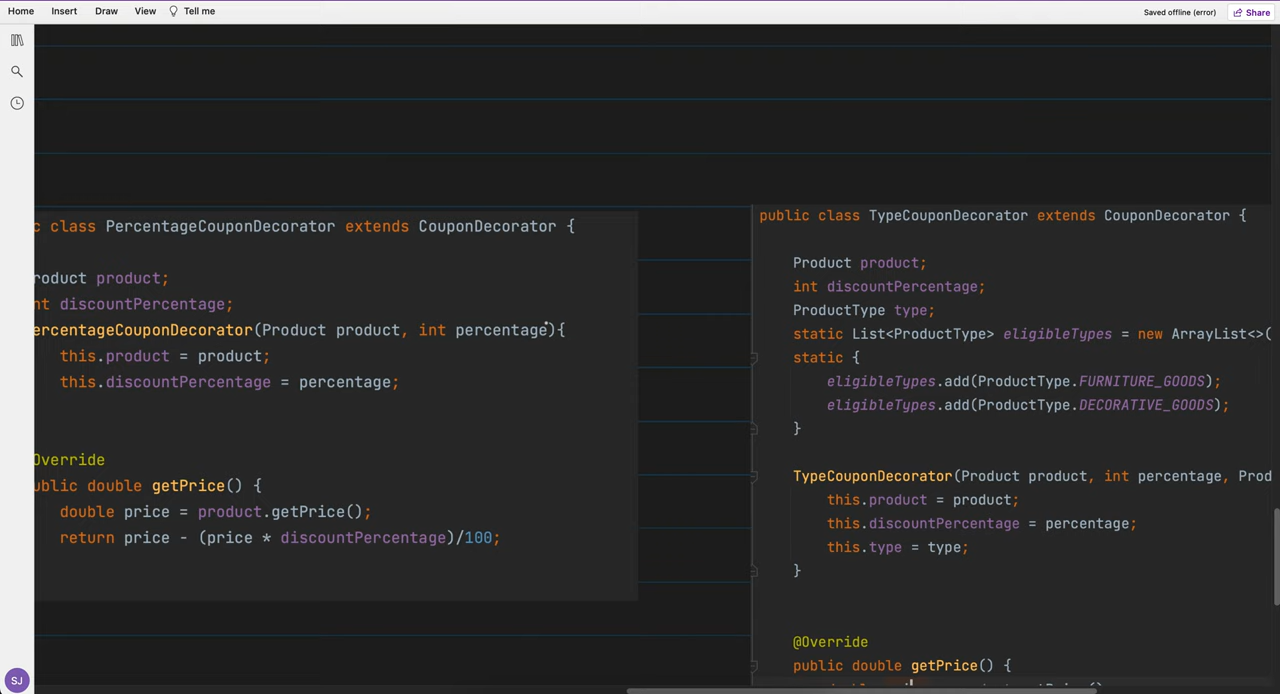 Home Insert Draw View Tell me Saved offline (error) Share
c class PercentageCouponDecorator extends CouponDecorator {
roduct product;
nt discountPercentage;
ercentageCouponDecorator(Product product, int percentage){
this.product = product;
this.discountPercentage = percentage;
Override
ublic double getPrice() {
double price = product.getPrice();
return price - (price * discountPercentage)/100;
public class TypeCouponDecorator extends CouponDecorator {
Product product;
int discountPercentage;
ProductType type;
static List<ProductType> eligibleTypes = new ArrayList<>(
static {
eligibleTypes.add(ProductType.FURNITURE_GOODS);
eligibleTypes.add(ProductType.DECORATIVE_GOODS);
}
TypeCouponDecorator(Product product, int percentage, Prod
this.product = product;
this.discountPercentage = percentage;
this.type = type;
}
@Override
public double getPrice() {
SJ